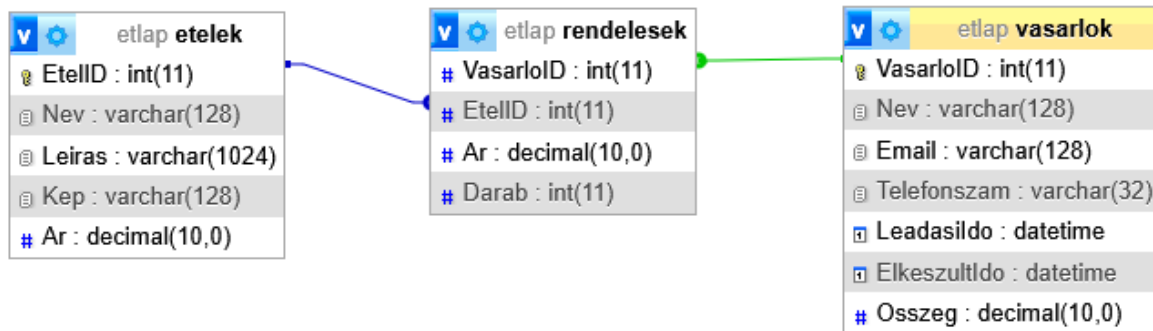 v etlap etelek
EtelID : int(11)
Nev : varchar(128)
Leiras : varchar(1024)
Kep : varchar(128)
# Ar : decimal(10,0)
v etlap rendelesek
# VasarloID : int(11)
# EtelID : int(11)
# Ar : decimal(10,0)
# Darab : int(11)
v etlap vasarlok
VasarloID : int(11)
Nev : varchar(128)
Email : varchar(128)
Telefonszam : varchar(32)
LeadasiIdo : datetime
ElkeszultIdo : datetime
# Osszeg : decimal(10,0)